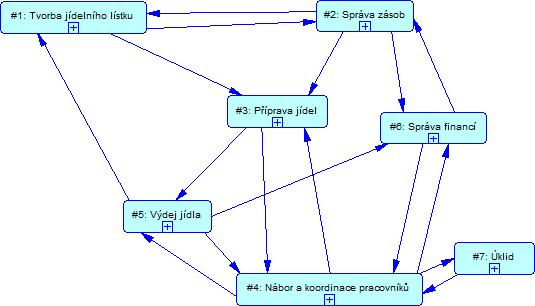 #1: Tvorba jídelního lístku
#2: Správa zásob
#3: Příprava jídel
#6: Správa financí
#5: Výdej jídla
#7: Úklid
#4: Nábor a koordinace pracovníků